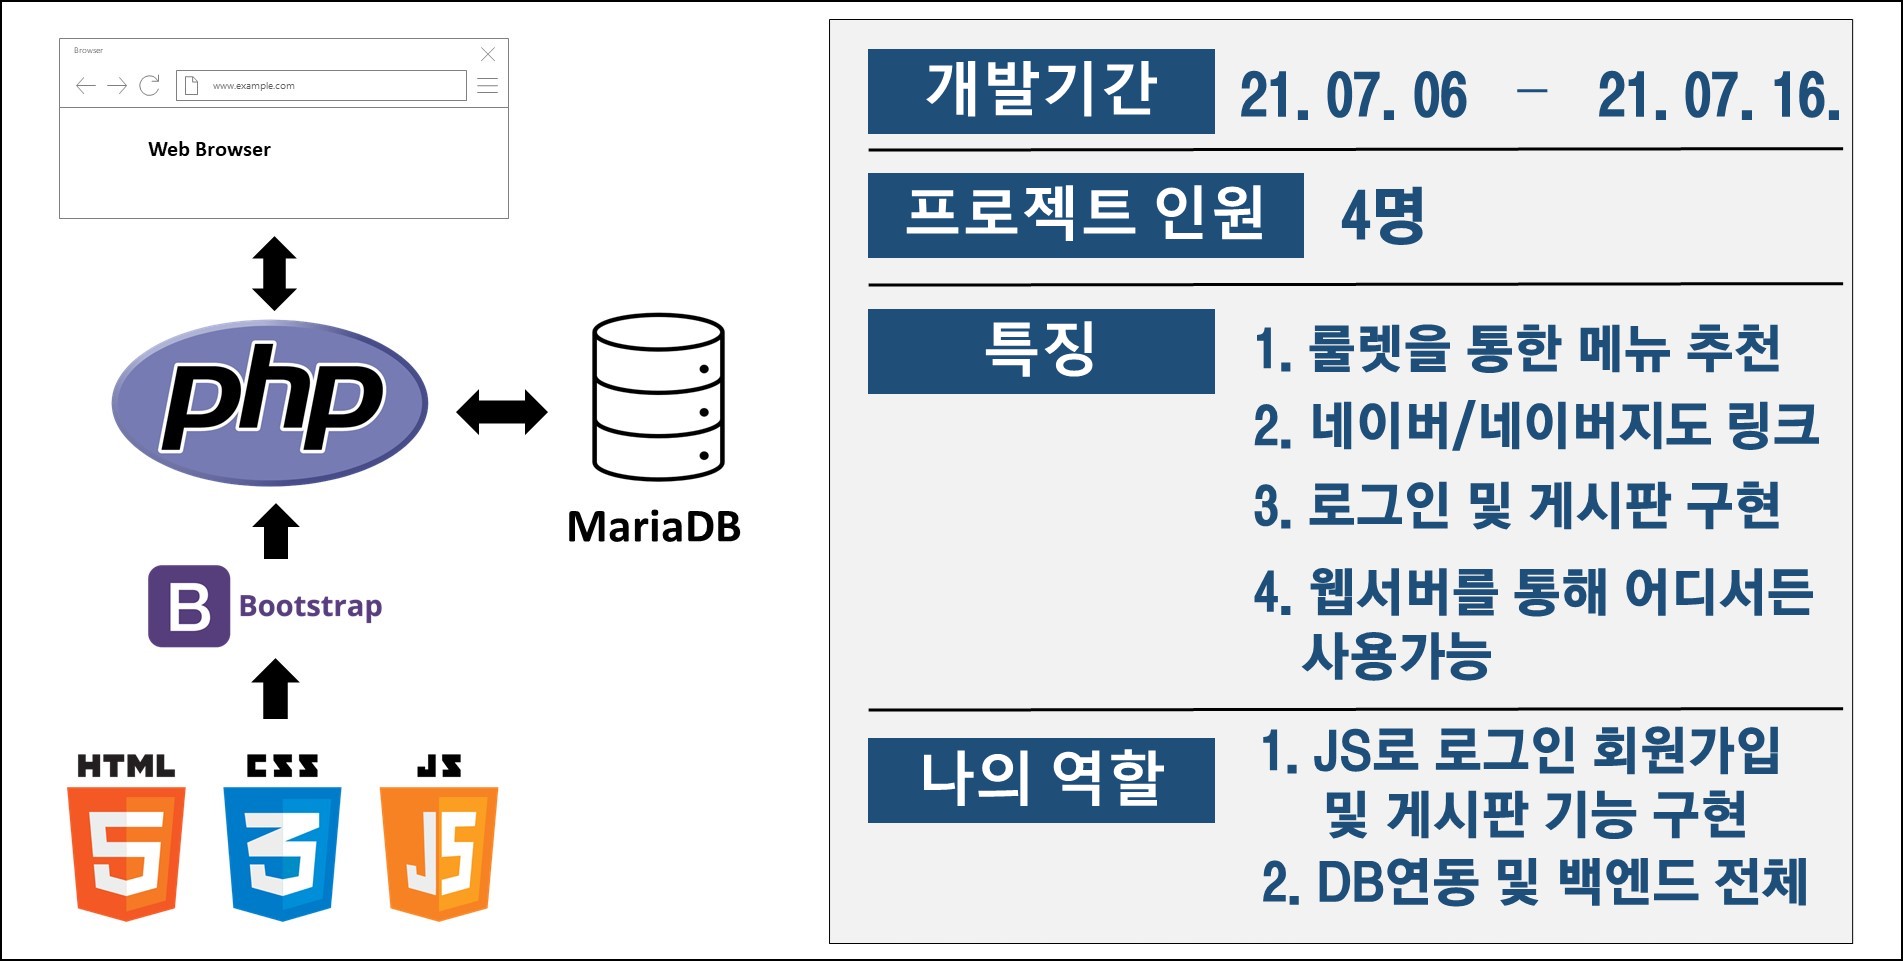 Browser
www.example.com
Web Browser
php
MariaDB
B Bootstrap
HTML CSS JS
5 3 JS
개발기간 21. 07. 06 – 21. 07. 16.
프로젝트 인원 4명
특징
1. 룰렛을 통한 메뉴 추천
2. 네이버/네이버지도 링크
3. 로그인 및 게시판 구현
4. 웹서버를 통해 어디서든
사용가능
나의 역할
1. JS로 로그인 회원가입
및 게시판 기능 구현
2. DB연동 및 백엔드 전체